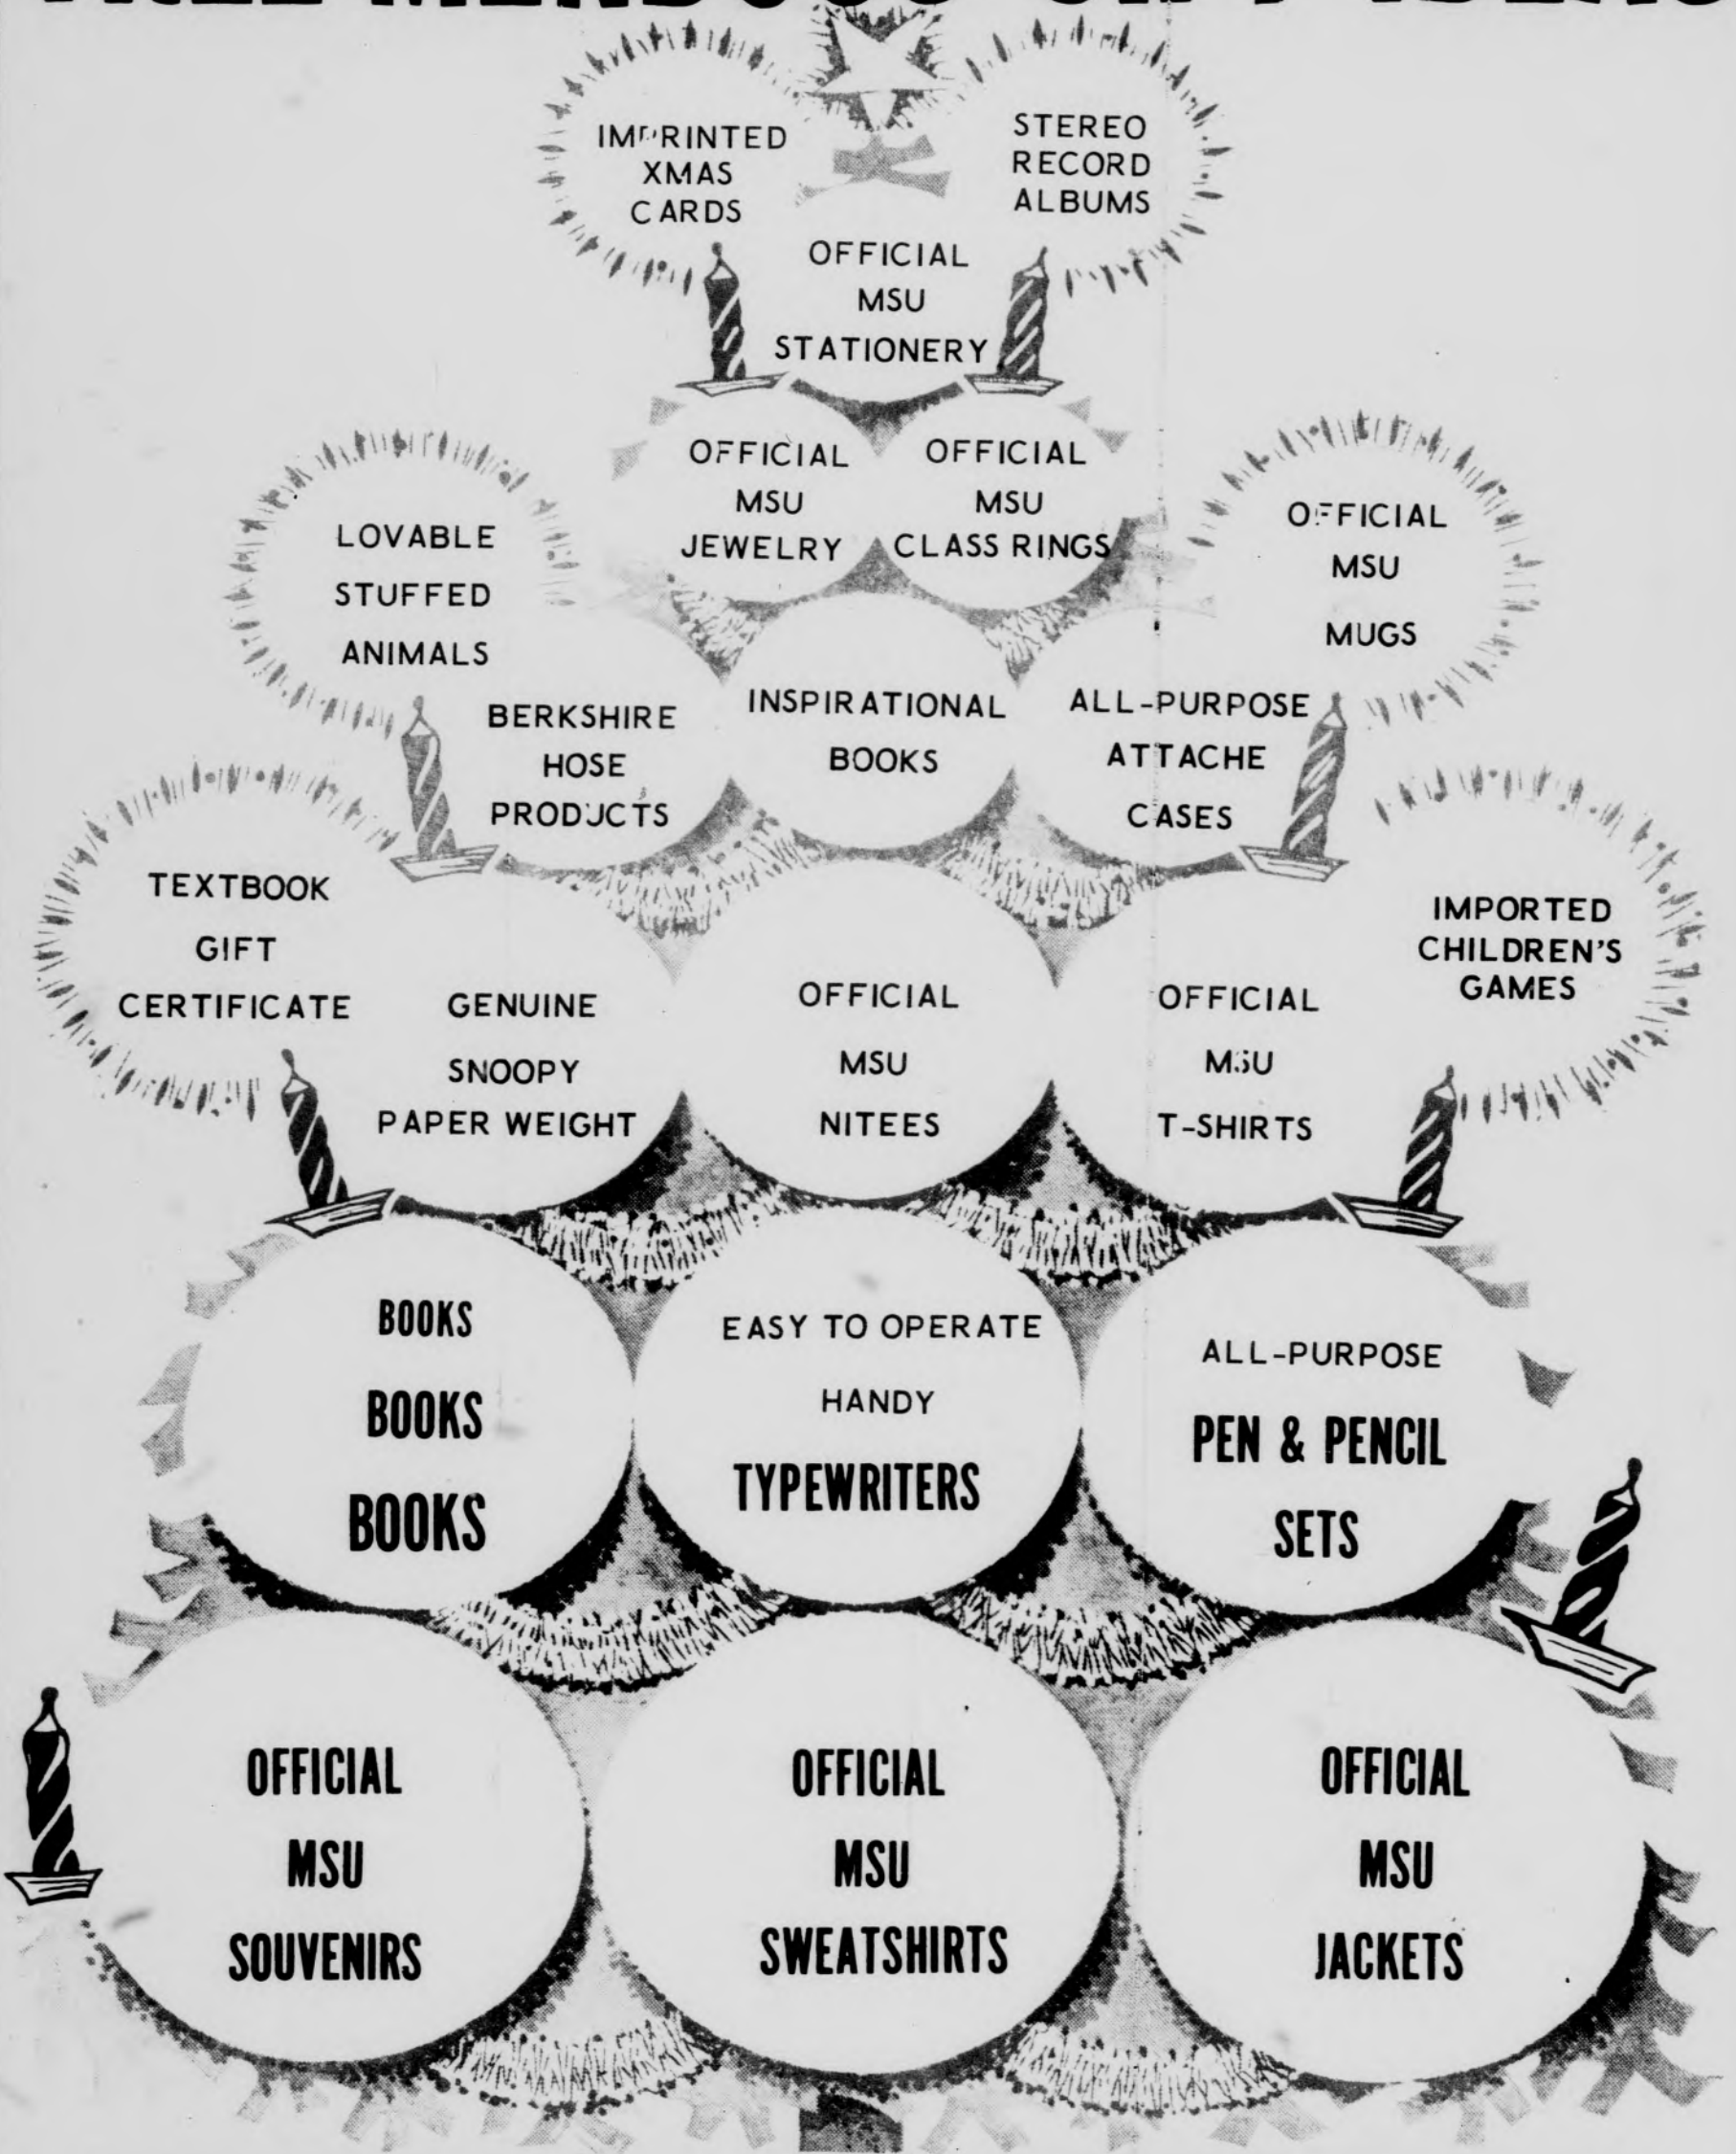 IMPRINTED
XMAS
CARDS
STEREO
RECORD
ALBUMS
OFFICIAL
MSU
STATIONERY
OFFICIAL
MSU
JEWELRY
OFFICIAL
MSU
CLASS RINGS
LOVABLE
STUFFED
ANIMALS
OFFICIAL
MSU
MUGS
BERKSHIRE
HOSE
PRODUCTS
INSPIRATIONAL
BOOKS
ALL-PURPOSE
ATTACHE
CASES
TEXTBOOK
GIFT
CERTIFICATE
IMPORTED
CHILDREN'S
GAMES
GENUINE
SNOOPY
PAPER WEIGHT
OFFICIAL
MSU
NITEES
OFFICIAL
MSU
T-SHIRTS
BOOKS
BOOKS
BOOKS
EASY TO OPERATE
HANDY
TYPEWRITERS
ALL-PURPOSE
PEN & PENCIL
SETS
OFFICIAL
MSU
SOUVENIRS
OFFICIAL
MSU
SWEATSHIRTS
OFFICIAL
MSU
JACKETS